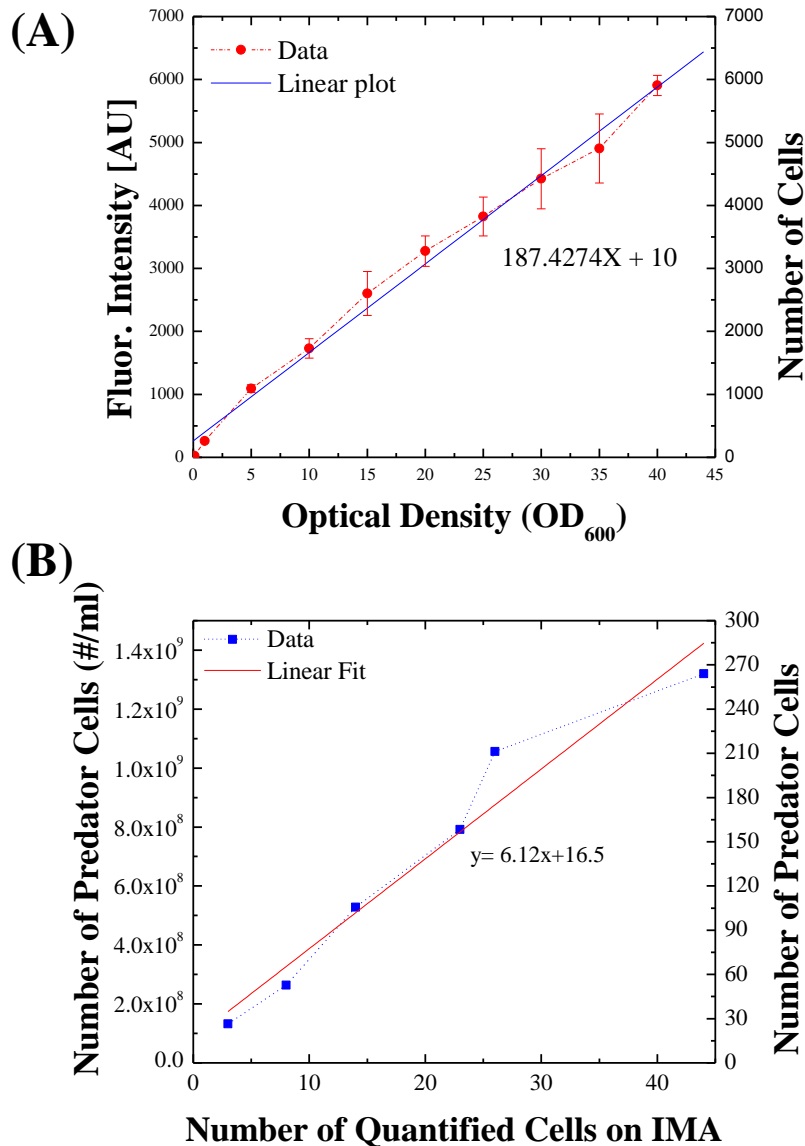 (A)
Data
Linear plot
Fluor. Intensity [AU]
7000
6000
5000
4000
3000
2000
1000
0
187.4274X + 10
7000
6000
5000
4000
3000
2000
1000
0
Number of Cells
0 5 10 15 20 25 30 35 40 45
Optical Density (OD₆₀₀)
(B)
Data
Linear Fit
Number of Predator Cells (#/ml)
1.4x10⁹
1.2x10⁹
1.0x10⁹
8.0x10⁸
6.0x10⁸
4.0x10⁸
2.0x10⁸
0.0
y= 6.12x+16.5
300
270
240
210
180
150
120
90
60
30
0
Number of Predator Cells
0 10 20 30 40
Number of Quantified Cells on IMA